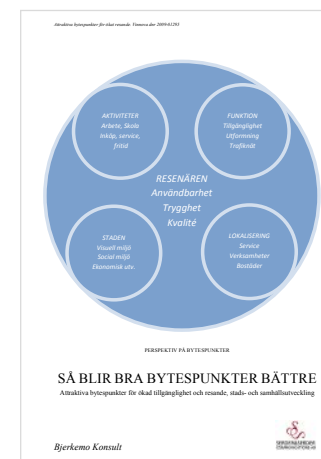 Attraktiva bytespunkter för ökat resande. Vinnova dnr 2009-01293
AKTIVITETER
Arbete, Skola
Inköp, service,
fritid
FUNKTION
Tillgänglighet
Utformning
Trafiknät
RESENÄREN
Användbarhet
Trygghet
Kvalité
STADEN
Visuell miljö
Social miljö
Ekonomisk utv.
LOKALISERING
Service
Verksamheter
Bostäder
PERSPEKTIV PÅ BYTESPUNKTER
SÅ BLIR BRA BYTESPUNKTER BÄTTRE
Attraktiva bytespunkter för ökad tillgänglighet och resande, stads- och samhällsutveckling
Bjerkemo Konsult